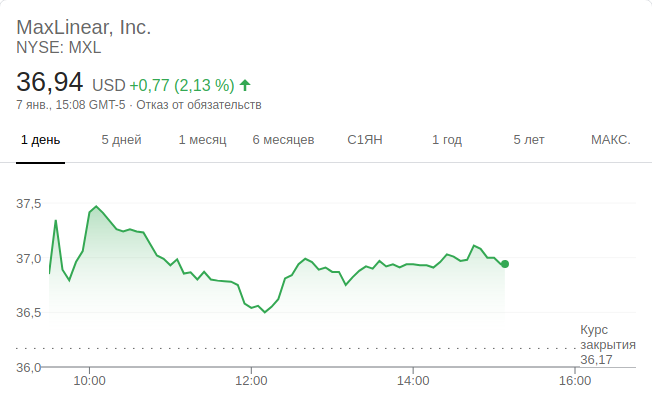 MaxLinear, Inc.
NYSE: MXL
36,94 USD +0,77 (2,13 %)
7 янв., 15:08 GMT-5 · Отказ от обязательств
1 день 5 дней 1 месяц 6 месяцев С1ЯН 1 год 5 лет МАКС.
37,5
37,0
36,5
36,0
Курс
закрытия
36,17
10:00 12:00 14:00 16:00